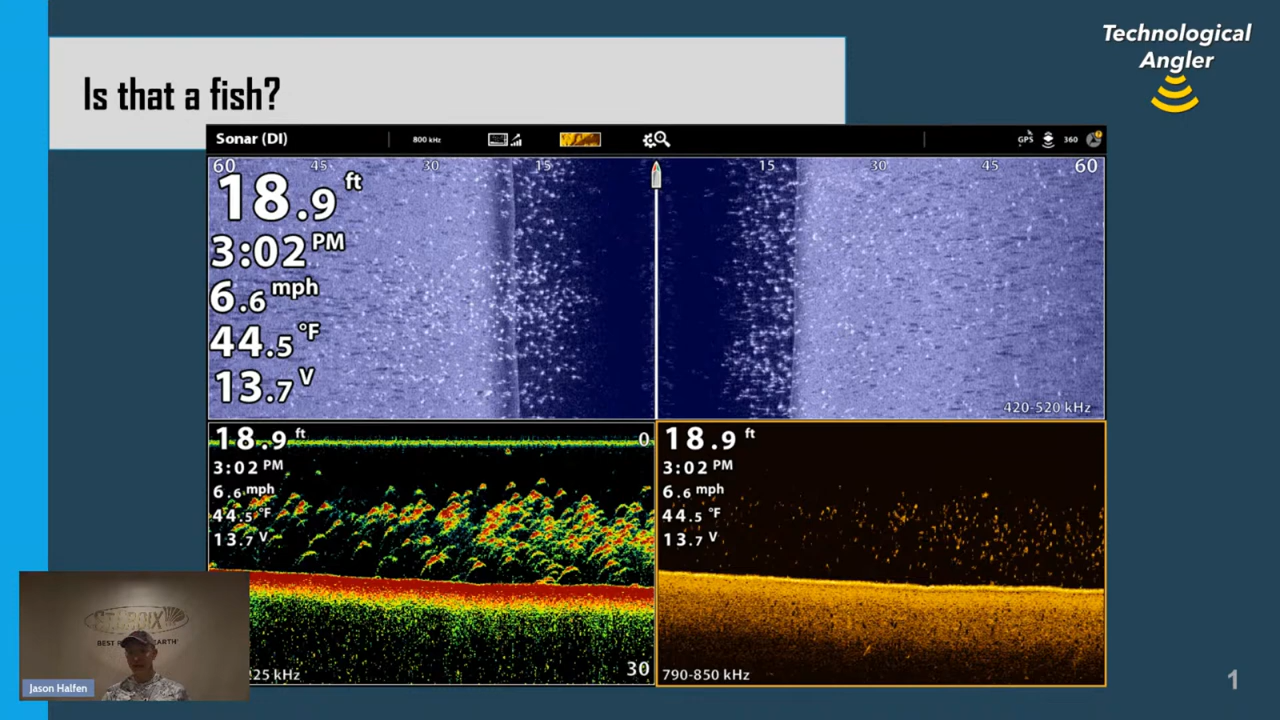 Technological
Angler
Is that a fish?
Sonar (DI)
800 kHz
GPS
360
60 45 30 15 15 30 45 60
18.9 ft
3:02 PM
6.6 mph
44.5 °F
13.7 V
420-520 kHz
18.9 ft
0
3:02 PM
6.6 mph
44.5 °F
13.7 V
25 kHz
30
18.9 ft
3:02 PM
6.6 mph
44.5 °F
13.7 V
790-850 kHz
ST.CROIX
Jason Halfen
1